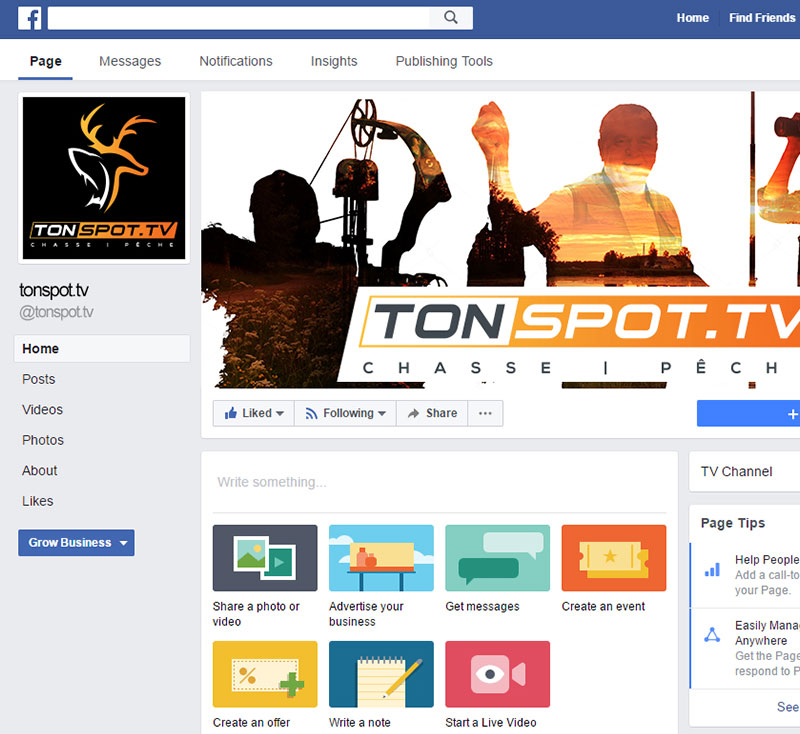 Home Find Friends
Page Messages Notifications Insights Publishing Tools
TONSPOT.TV
CHASSE | PÊCHE
tonspot.tv
@tonspot.tv
Home
Posts
Videos
Photos
About
Likes
Grow Business
TON SPOT.TV
CHASSE | PÊCH
Liked Following Share ... +
Write something...
Share a photo or
video
Advertise your
business
Get messages
Create an event
Create an offer
Write a note
Start a Live Video
TV Channel
Page Tips
Help People
Add a call-to
your Page.
Easily Manag
Anywhere
Get the Page
respond to P
See